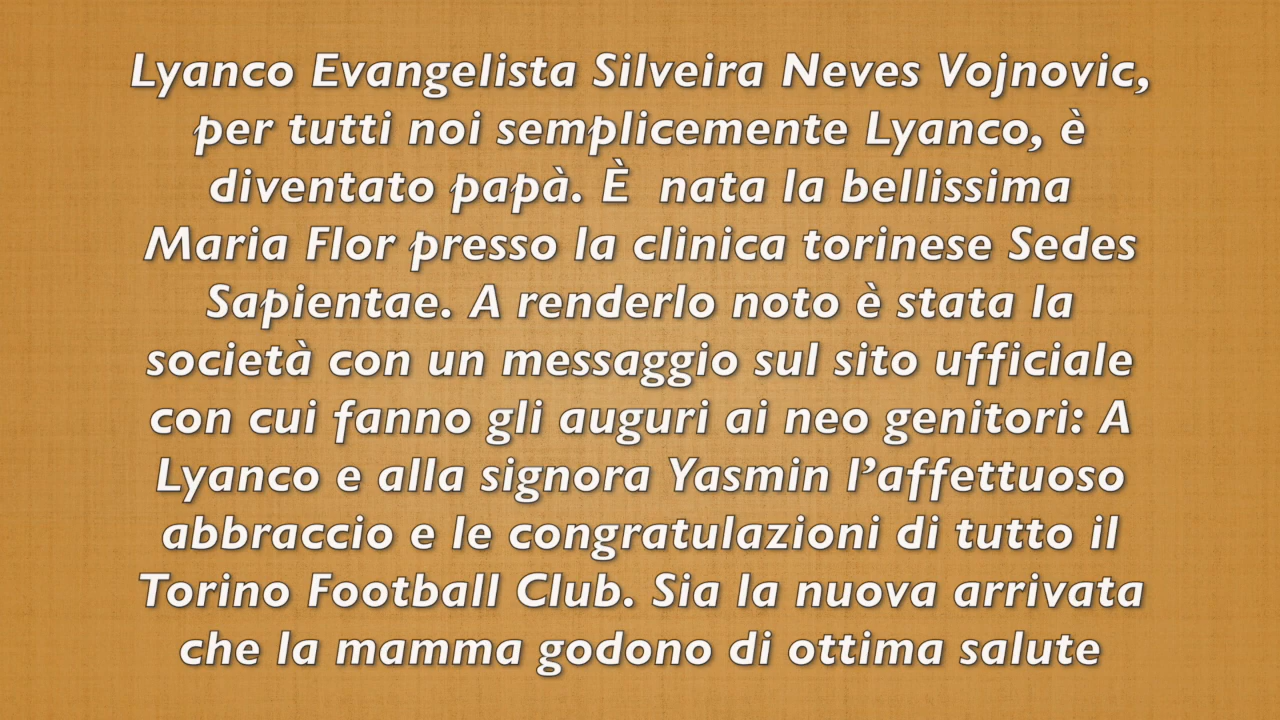 Lyanco Evangelista Silveira Neves Vojnovic,
per tutti noi semplicemente Lyanco, è
diventato papà. È  nata la bellissima
Maria Flor presso la clinica torinese Sedes
Sapientae. A renderlo noto è stata la
società con un messaggio sul sito ufficiale
con cui fanno gli auguri ai neo genitori: A
Lyanco e alla signora Yasmin l’affettuoso
abbraccio e le congratulazioni di tutto il
Torino Football Club. Sia la nuova arrivata
che la mamma godono di ottima salute